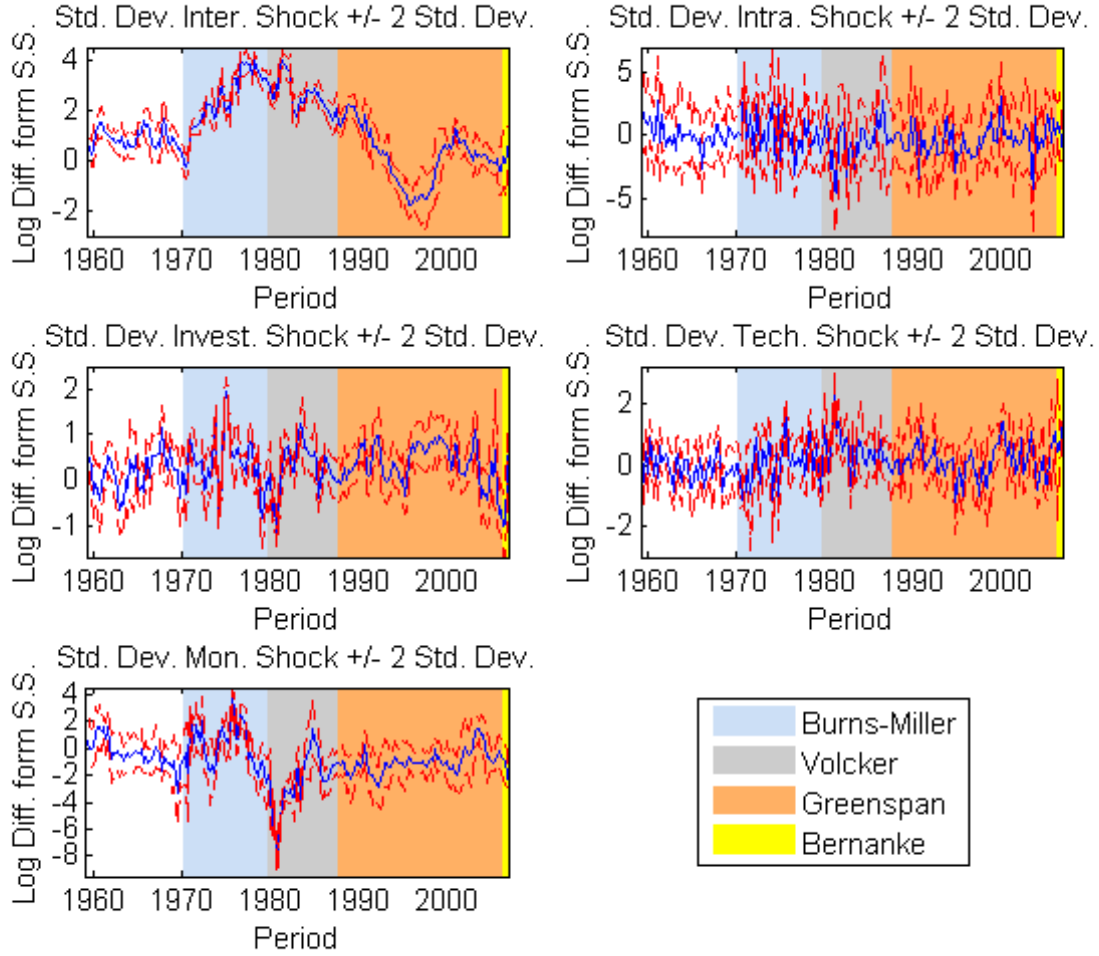 Std. Dev. Inter. Shock +/- 2 Std. Dev.
Log Diff. form S.S.
4
2
0
-2
1960 1970 1980 1990 2000
Period
Std. Dev. Intra. Shock +/- 2 Std. Dev.
Log Diff. form S.S.
5
0
-5
1960 1970 1980 1990 2000
Period
Std. Dev. Invest. Shock +/- 2 Std. Dev.
Log Diff. form S.S.
2
1
0
-1
1960 1970 1980 1990 2000
Period
Std. Dev. Tech. Shock +/- 2 Std. Dev.
Log Diff. form S.S.
2
0
-2
1960 1970 1980 1990 2000
Period
Std. Dev. Mon. Shock +/- 2 Std. Dev.
Log Diff. form S.S.
4
2
0
-2
-4
-6
-8
1960 1970 1980 1990 2000
Period
Burns-Miller
Volcker
Greenspan
Bernanke